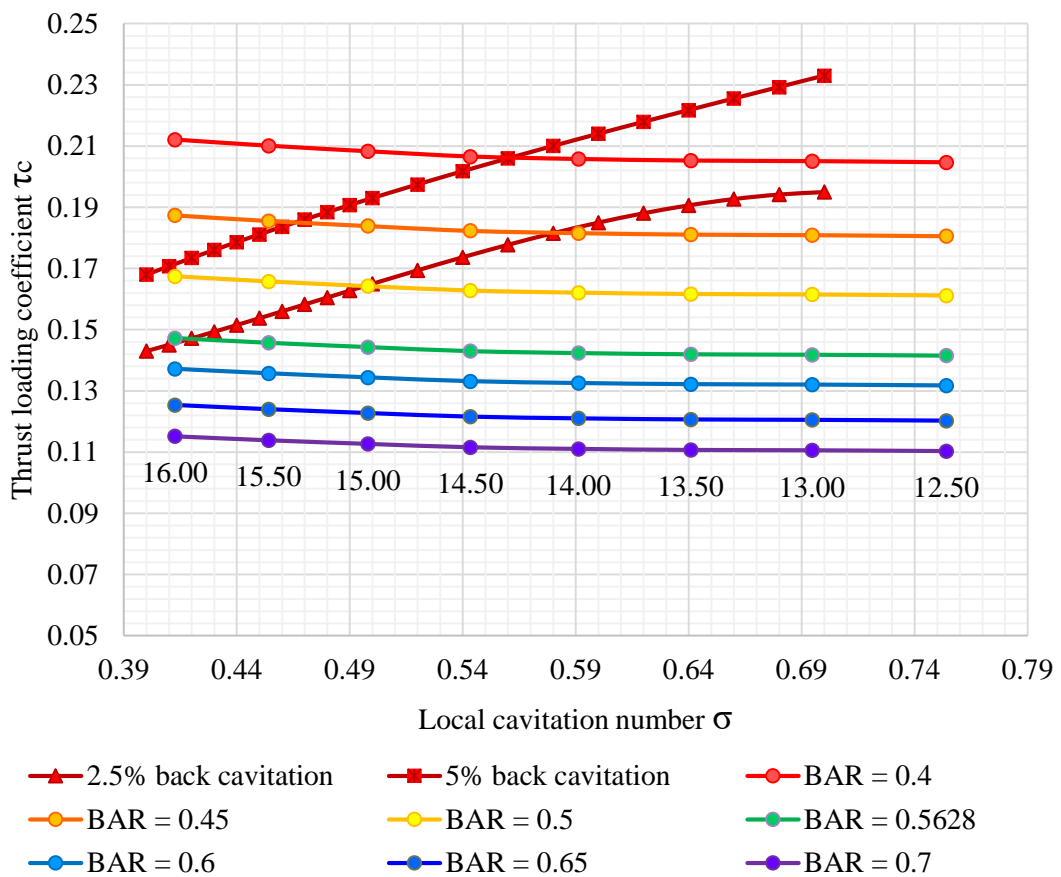 0.25
0.23
0.21
0.19
0.17
0.15
0.13
0.11
0.09
0.07
0.05
Thrust loading coefficient τc
16.00 15.50 15.00 14.50 14.00 13.50 13.00 12.50
0.39 0.44 0.49 0.54 0.59 0.64 0.69 0.74 0.79
Local cavitation number σ
2.5% back cavitation 5% back cavitation BAR = 0.4
BAR = 0.45 BAR = 0.5 BAR = 0.5628
BAR = 0.6 BAR = 0.65 BAR = 0.7